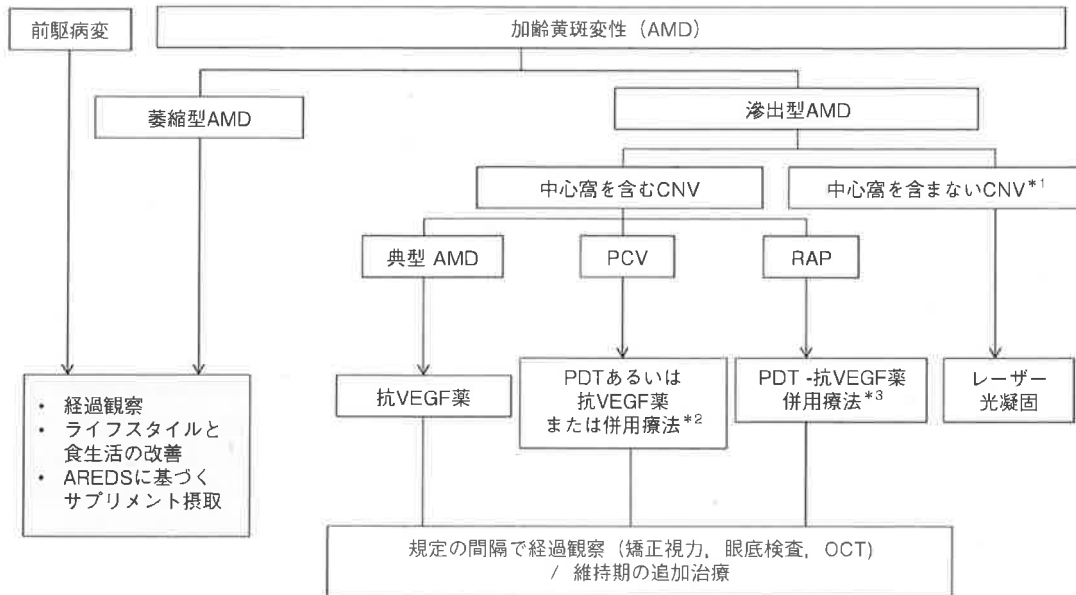 前駆病変
加齢黄斑変性（AMD）
萎縮型AMD
滲出型AMD
中心窩を含むCNV
中心窩を含まないCNV*1
典型 AMD
PCV
RAP
• 経過観察
• ライフスタイルと
食生活の改善
• AREDSに基づく
サプリメント摂取
抗VEGF薬
PDTあるいは
抗VEGF薬
または併用療法*2
PDT -抗VEGF薬
併用療法*3
レーザー
光凝固
規定の間隔で経過観察（矯正視力，眼底検査，OCT）
/ 維持期の追加治療